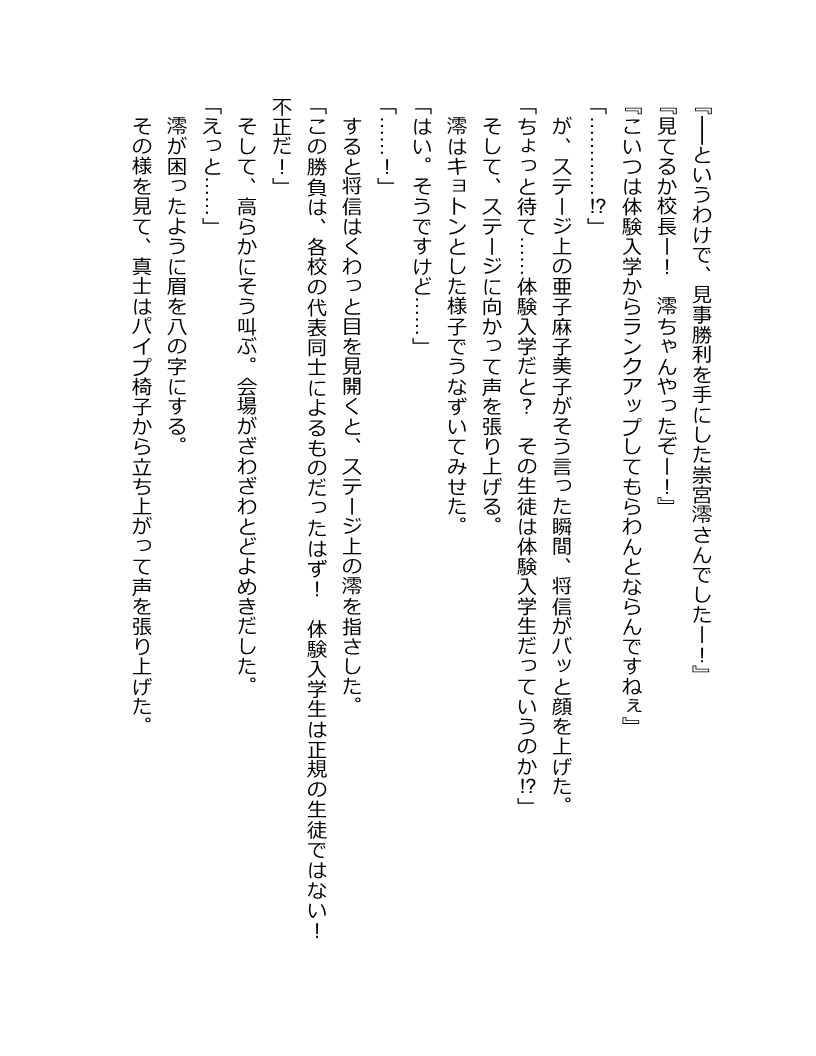 『──というわけで、見事勝利を手にした崇宮澪さんでしたー！』
『見てるか校長ー！　澪ちゃんやったぞー！』
『こいつは体験入学からランクアップしてもらわんとならんですねぇ』
「…………!?」
　が、ステージ上の亜子麻子美子がそう言った瞬間、将信がバッと顔を上げた。
「ちょっと待て……体験入学だと？　その生徒は体験入学生だっていうのか!?」
　そして、ステージに向かって声を張り上げる。
　澪はキョトンとした様子でうなずいてみせた。
「はい。そうですけど……」
「……！」
　すると将信はくわっと目を見開くと、ステージ上の澪を指さした。
「この勝負は、各校の代表同士によるものだったはず！　体験入学生は正規の生徒ではない！
不正だ！」
　そして、高らかにそう叫ぶ。会場がざわざわとどよめきだした。
「えっと……」
　澪が困ったように眉を八の字にする。
　その様を見て、真士はパイプ椅子から立ち上がって声を張り上げた。